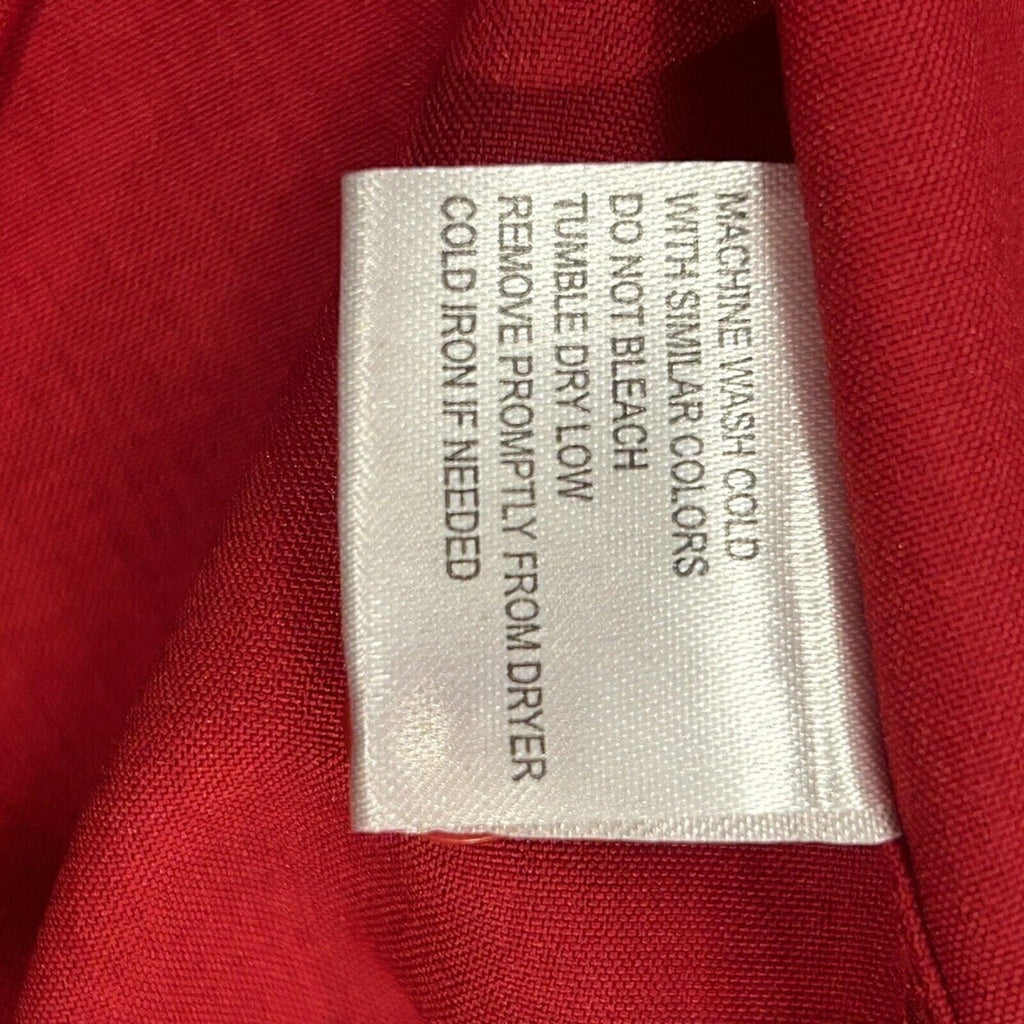 MACHINE WASH COLD
WITH SIMILAR COLORS
DO NOT BLEACH
TUMBLE DRY LOW
REMOVE PROMPTLY FROM DRYER
COLD IRON IF NEEDED